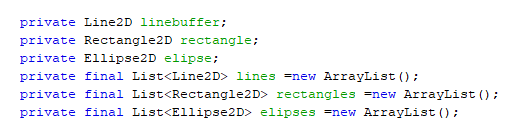 private Line2D linebuffer;
private Rectangle2D rectangle;
private Ellipse2D elipse;
private final List<Line2D> lines =new ArrayList();
private final List<Rectangle2D> rectangles =new ArrayList();
private final List<Ellipse2D> elipses =new ArrayList();